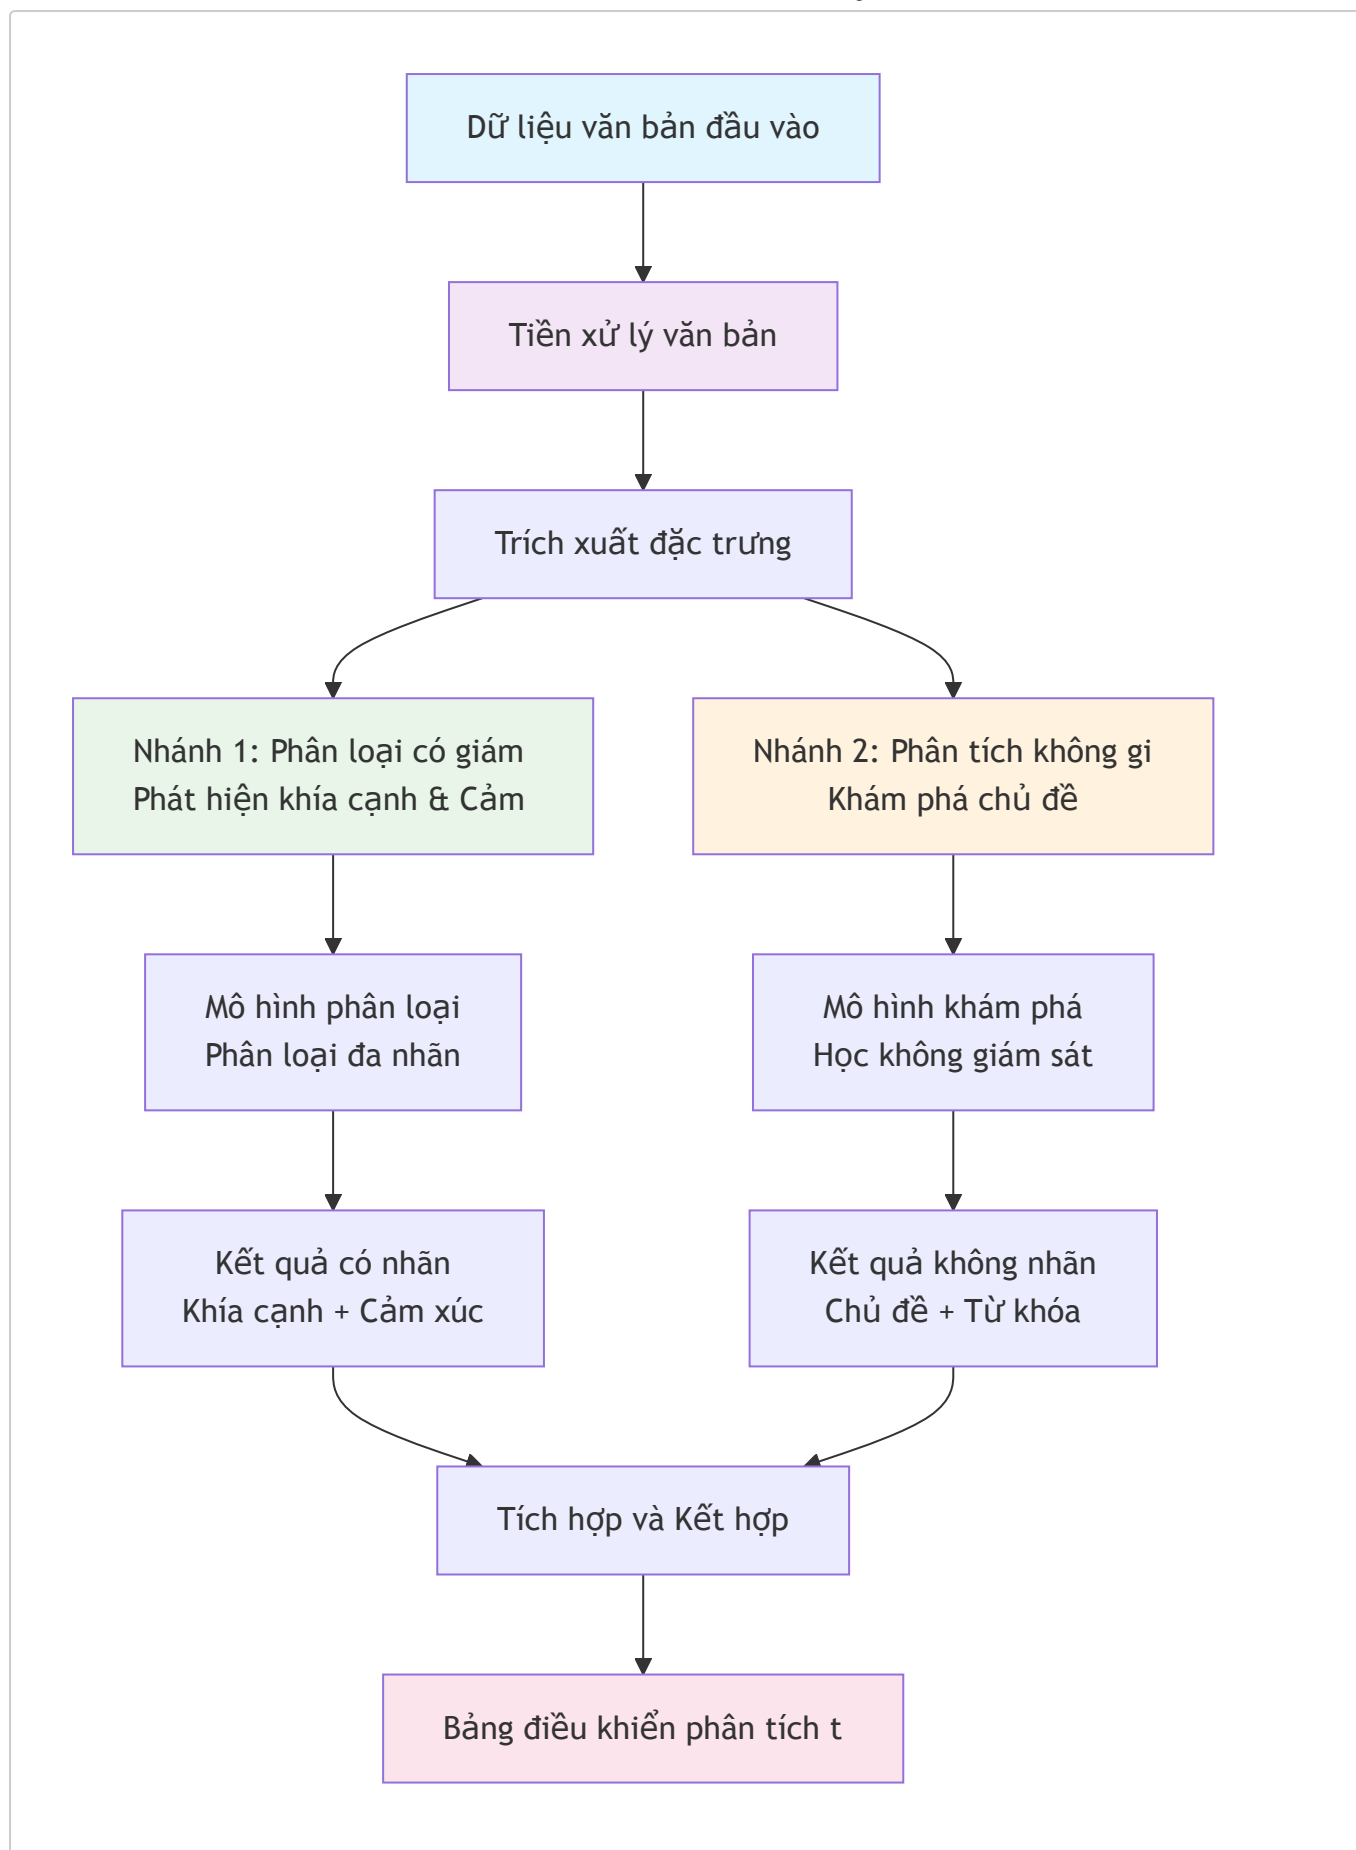 Dữ liệu văn bản đầu vào
Tiền xử lý văn bản
Trích xuất đặc trưng
Nhánh 1: Phân loại có giám
Phát hiện khía cạnh & Cảm
Nhánh 2: Phân tích không gi
Khám phá chủ đề
Mô hình phân loại
Phân loại đa nhãn
Mô hình khám phá
Học không giám sát
Kết quả có nhãn
Khía cạnh + Cảm xúc
Kết quả không nhãn
Chủ đề + Từ khóa
Tích hợp và Kết hợp
Bảng điều khiển phân tích t